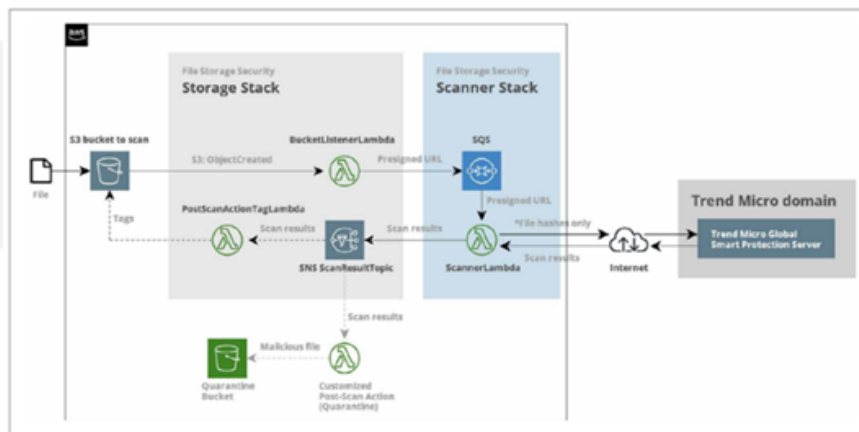 aws
File Storage Security
Storage Stack
File Storage Security
Scanner Stack
S3 bucket to scan
BucketListenerLambda
SQS
S3: ObjectCreated
Presigned URL
File
Presigned URL
Trend Micro domain
PostScanActionTagLambda
*File hashes only
Tags
Scan results
Scan results
Trend Micro Global
Smart Protection Server
Scan results
SNS ScanResultTopic
ScannerLambda
Internet
Scan results
Malicious file
Quarantine
Bucket
Customized
Post-Scan Action
(Quarantine)